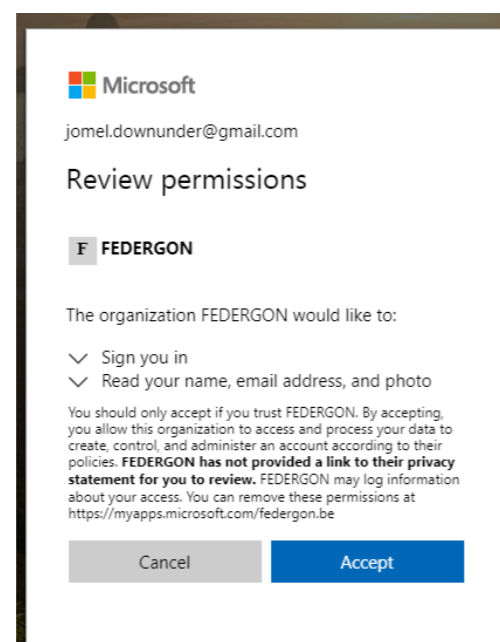 Microsoft
jomel.downunder@gmail.com
Review permissions
F FEDERGON
The organization FEDERGON would like to:
Sign you in
Read your name, email address, and photo
You should only accept if you trust FEDERGON. By accepting,
you allow this organization to access and process your data to
create, control, and administer an account according to their
policies. FEDERGON has not provided a link to their privacy
statement for you to review. FEDERGON may log information
about your access. You can remove these permissions at
https://myapps.microsoft.com/federgon.be
Cancel Accept